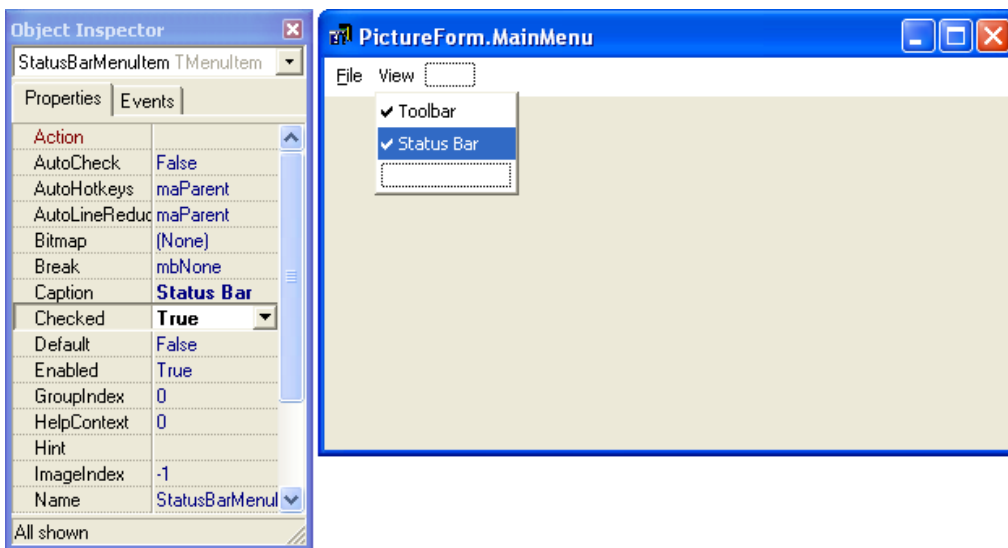 Object Inspector
StatusBarMenuItem TMenuItem
Properties Events
Action
AutoCheck False
AutoHotkeys maParent
AutoLineReduc maParent
Bitmap (None)
Break mbNone
Caption Status Bar
Checked True
Default False
Enabled True
GroupIndex 0
HelpContext 0
Hint
ImageIndex -1
Name StatusBarMenuI
All shown
PictureForm.MainMenu
File View
Toolbar
Status Bar